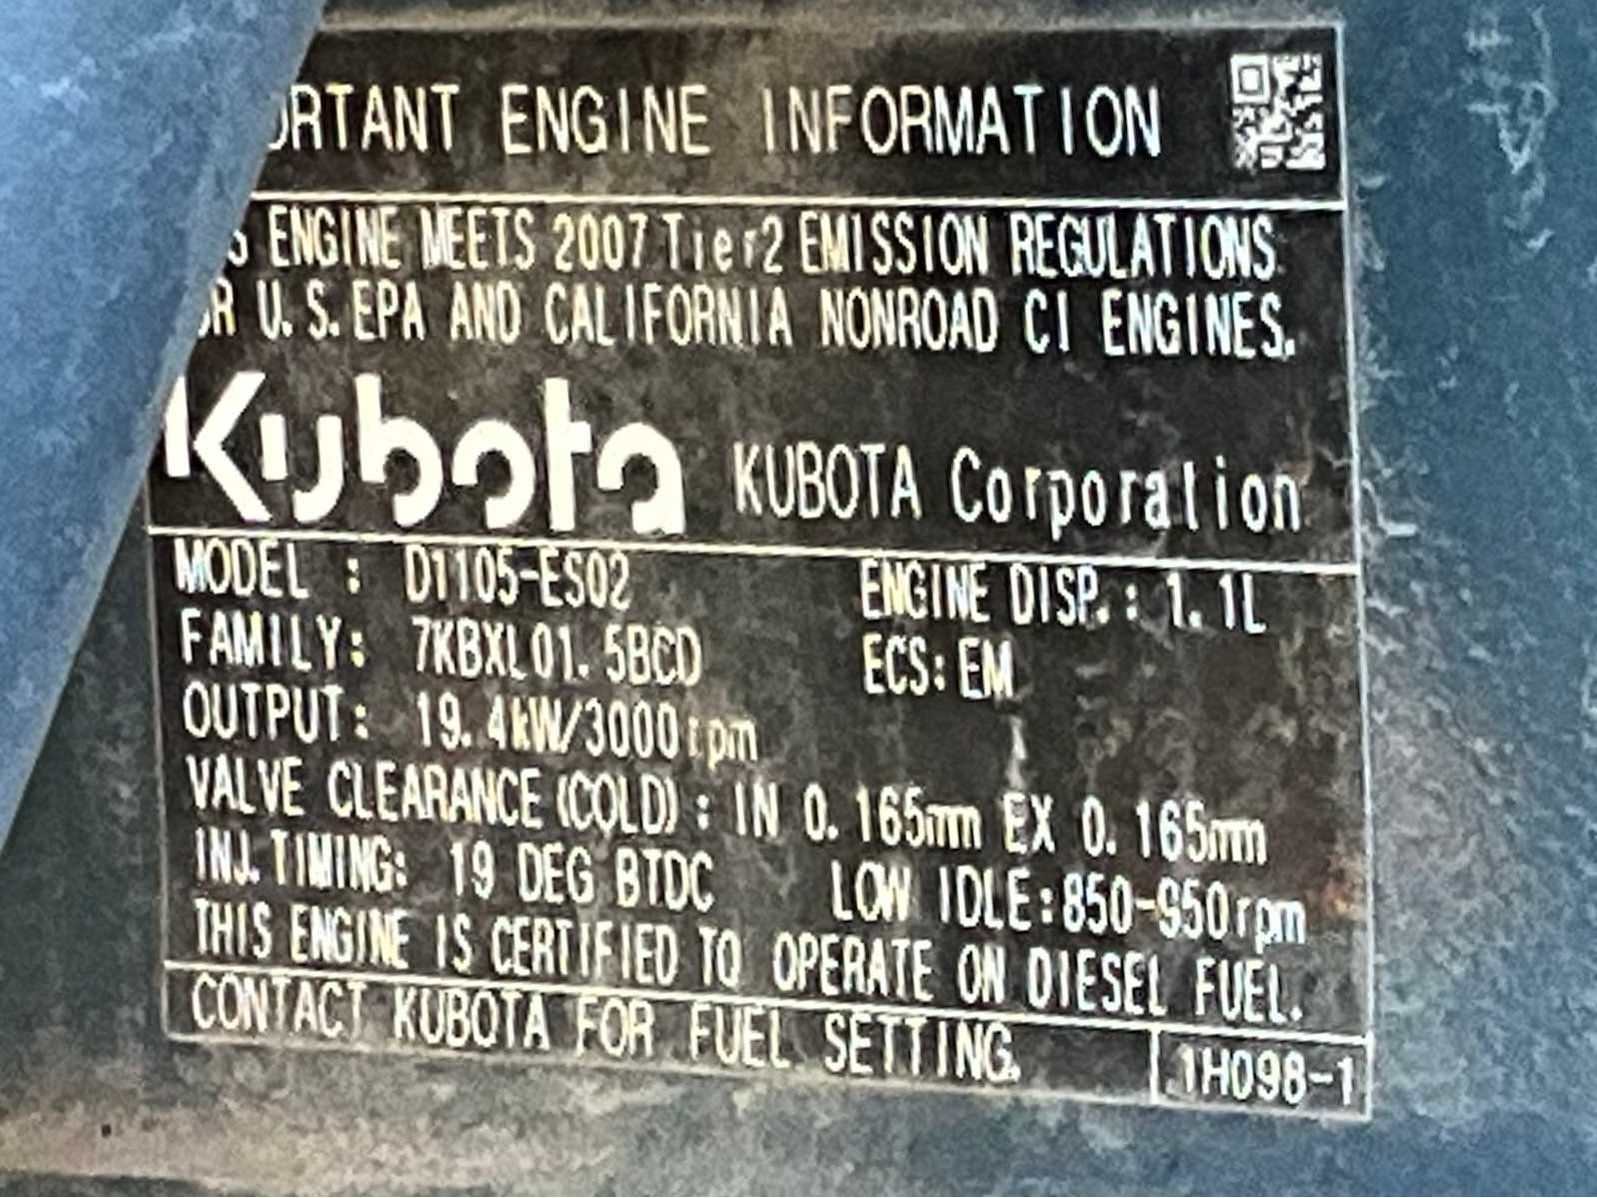 ORTANT ENGINE INFORMATION
S ENGINE MEETS 2007 Tier2 EMISSION REGULATIONS
OR U.S. EPA AND CALIFORNIA NONROAD CI ENGINES.
Kubota KUBOTA Corporation
MODEL : D1105-ES02 ENGINE DISP. : 1.1L
FAMILY: 7KBXL01.5BCD ECS: EM
OUTPUT: 19.4kW/3000rpm
VALVE CLEARANCE (COLD) : IN 0.165mm EX 0.165mm
INJ. TIMING: 19 DEG BTDC LOW IDLE:850-950rpm
THIS ENGINE IS CERTIFIED TO OPERATE ON DIESEL FUEL.
CONTACT KUBOTA FOR FUEL SETTING. 1H098-1